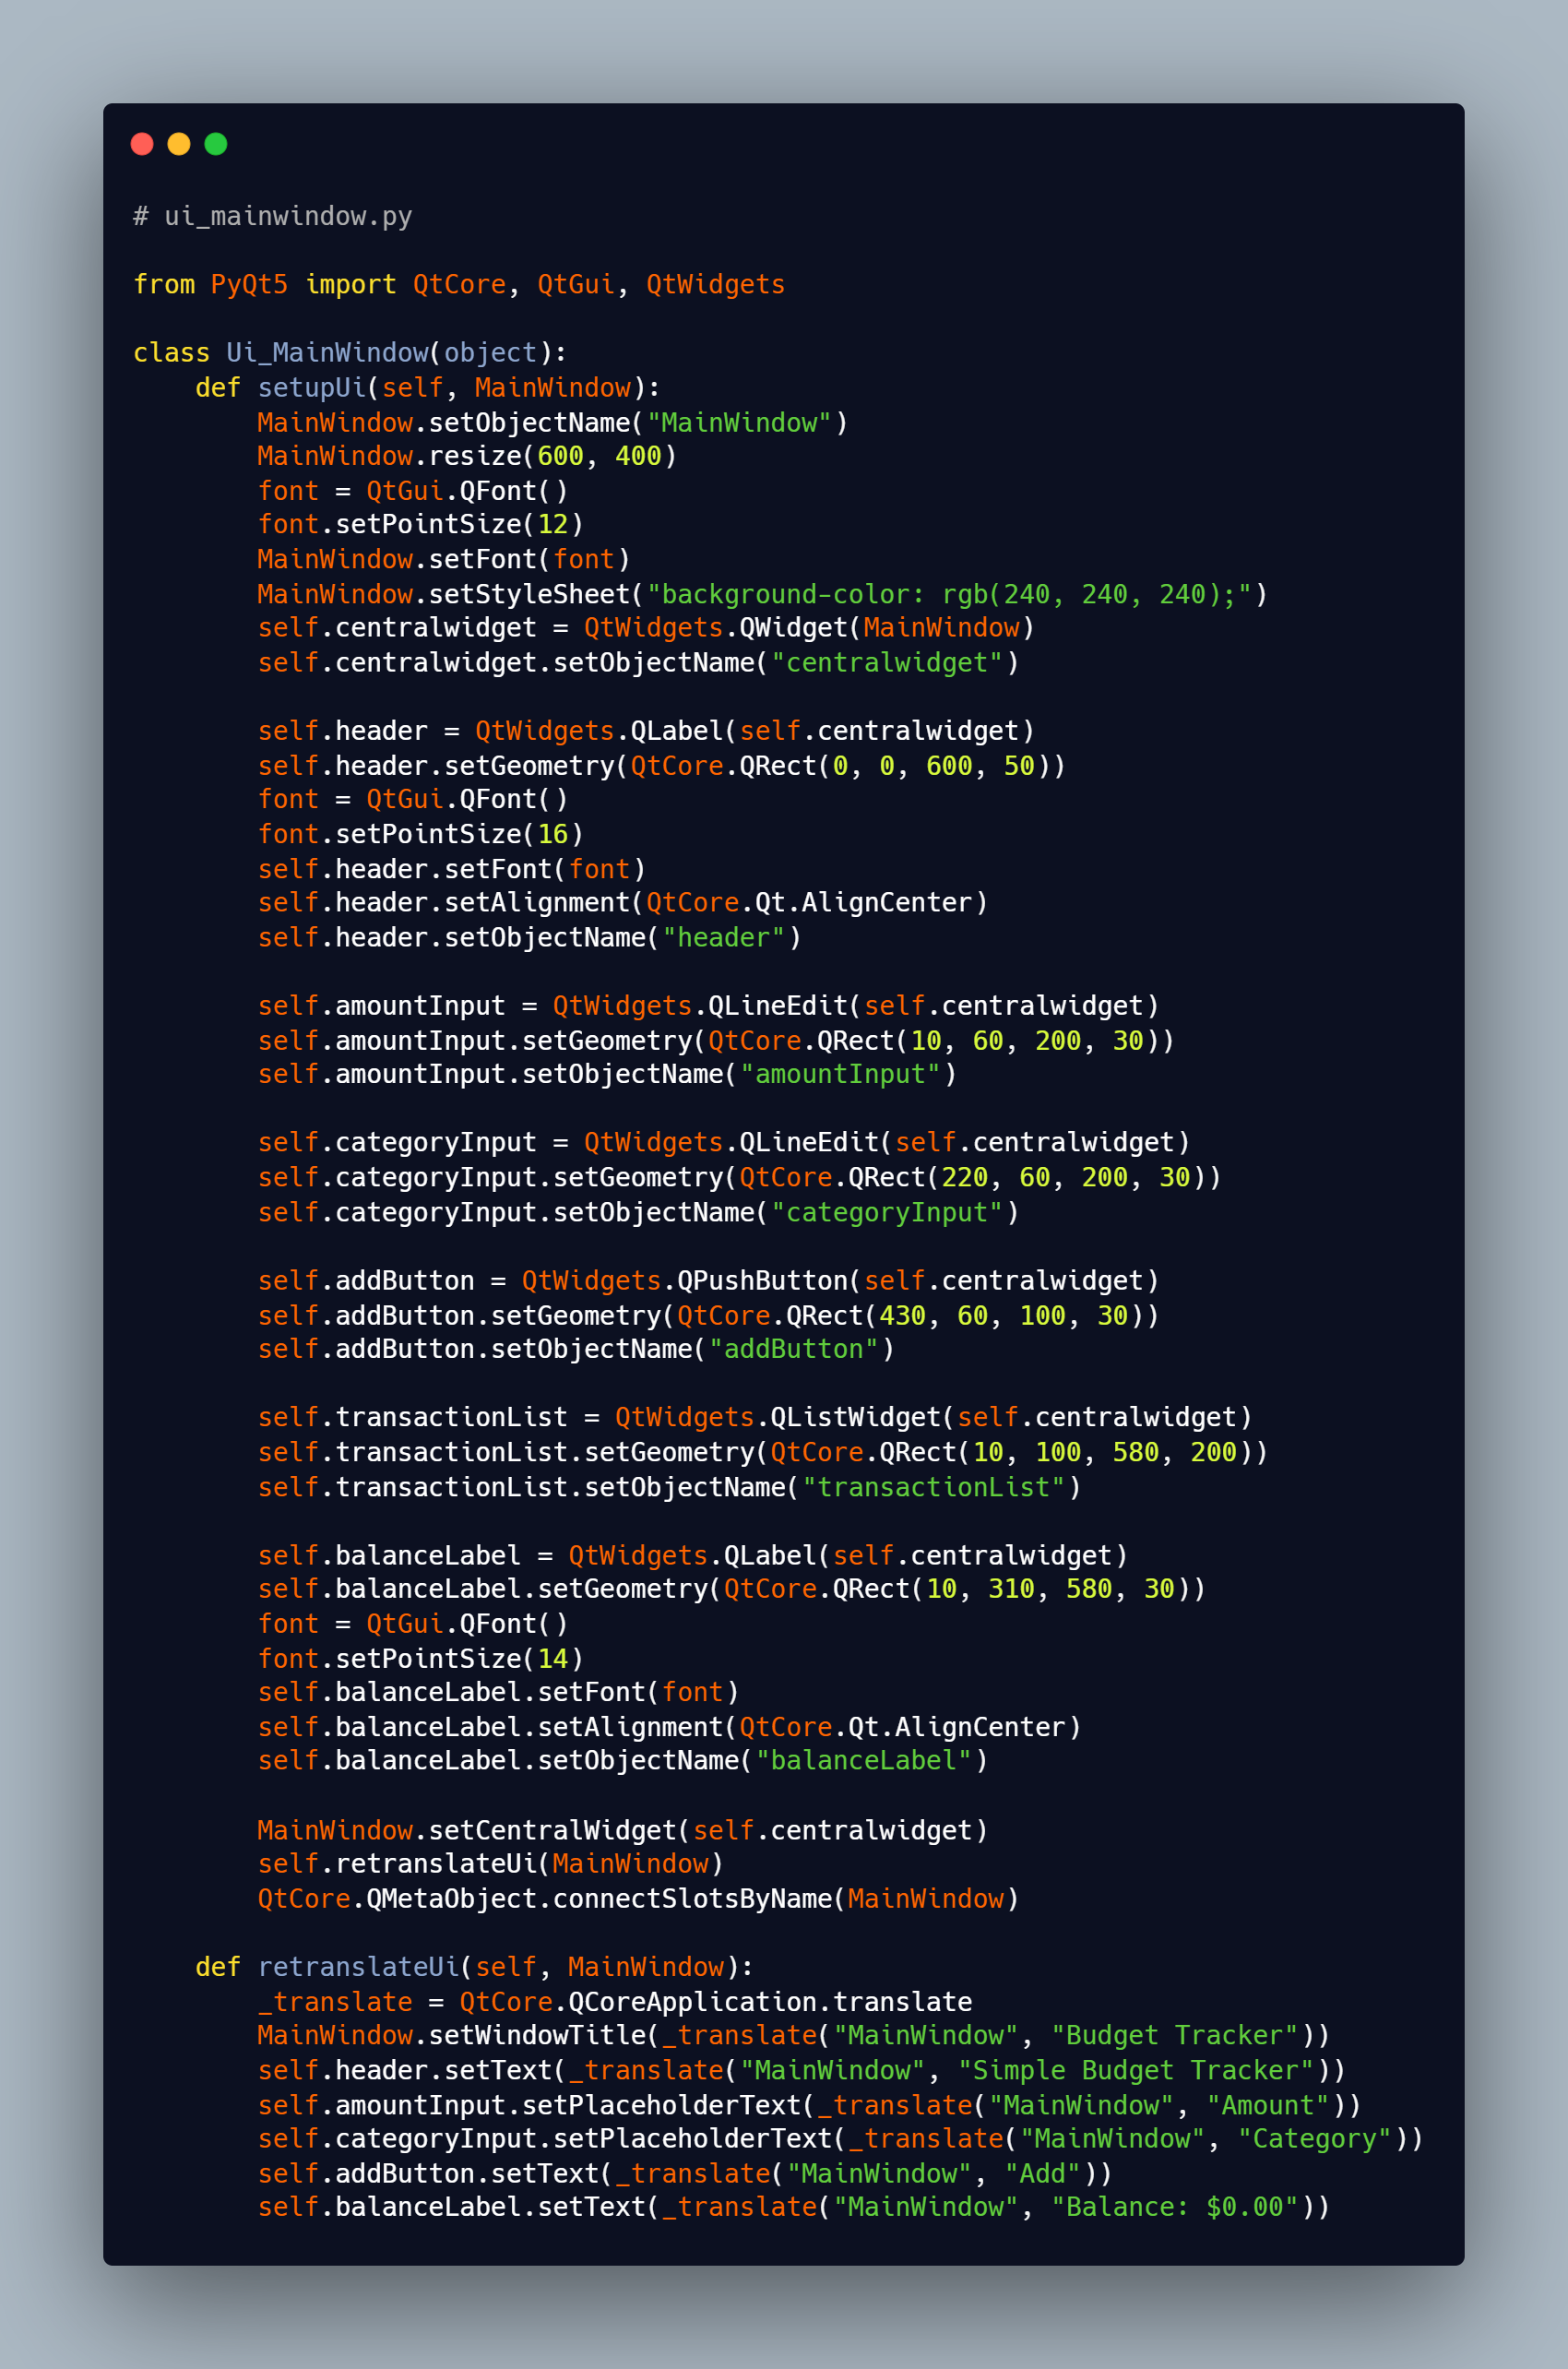 # ui_mainwindow.py

from PyQt5 import QtCore, QtGui, QtWidgets

class Ui_MainWindow(object):
    def setupUi(self, MainWindow):
        MainWindow.setObjectName("MainWindow")
        MainWindow.resize(600, 400)
        font = QtGui.QFont()
        font.setPointSize(12)
        MainWindow.setFont(font)
        MainWindow.setStyleSheet("background-color: rgb(240, 240, 240);")
        self.centralwidget = QtWidgets.QWidget(MainWindow)
        self.centralwidget.setObjectName("centralwidget")

        self.header = QtWidgets.QLabel(self.centralwidget)
        self.header.setGeometry(QtCore.QRect(0, 0, 600, 50))
        font = QtGui.QFont()
        font.setPointSize(16)
        self.header.setFont(font)
        self.header.setAlignment(QtCore.Qt.AlignCenter)
        self.header.setObjectName("header")

        self.amountInput = QtWidgets.QLineEdit(self.centralwidget)
        self.amountInput.setGeometry(QtCore.QRect(10, 60, 200, 30))
        self.amountInput.setObjectName("amountInput")

        self.categoryInput = QtWidgets.QLineEdit(self.centralwidget)
        self.categoryInput.setGeometry(QtCore.QRect(220, 60, 200, 30))
        self.categoryInput.setObjectName("categoryInput")

        self.addButton = QtWidgets.QPushButton(self.centralwidget)
        self.addButton.setGeometry(QtCore.QRect(430, 60, 100, 30))
        self.addButton.setObjectName("addButton")

        self.transactionList = QtWidgets.QListWidget(self.centralwidget)
        self.transactionList.setGeometry(QtCore.QRect(10, 100, 580, 200))
        self.transactionList.setObjectName("transactionList")

        self.balanceLabel = QtWidgets.QLabel(self.centralwidget)
        self.balanceLabel.setGeometry(QtCore.QRect(10, 310, 580, 30))
        font = QtGui.QFont()
        font.setPointSize(14)
        self.balanceLabel.setFont(font)
        self.balanceLabel.setAlignment(QtCore.Qt.AlignCenter)
        self.balanceLabel.setObjectName("balanceLabel")

        MainWindow.setCentralWidget(self.centralwidget)
        self.retranslateUi(MainWindow)
        QtCore.QMetaObject.connectSlotsByName(MainWindow)

    def retranslateUi(self, MainWindow):
        _translate = QtCore.QCoreApplication.translate
        MainWindow.setWindowTitle(_translate("MainWindow", "Budget Tracker"))
        self.header.setText(_translate("MainWindow", "Simple Budget Tracker"))
        self.amountInput.setPlaceholderText(_translate("MainWindow", "Amount"))
        self.categoryInput.setPlaceholderText(_translate("MainWindow", "Category"))
        self.addButton.setText(_translate("MainWindow", "Add"))
        self.balanceLabel.setText(_translate("MainWindow", "Balance: $0.00"))